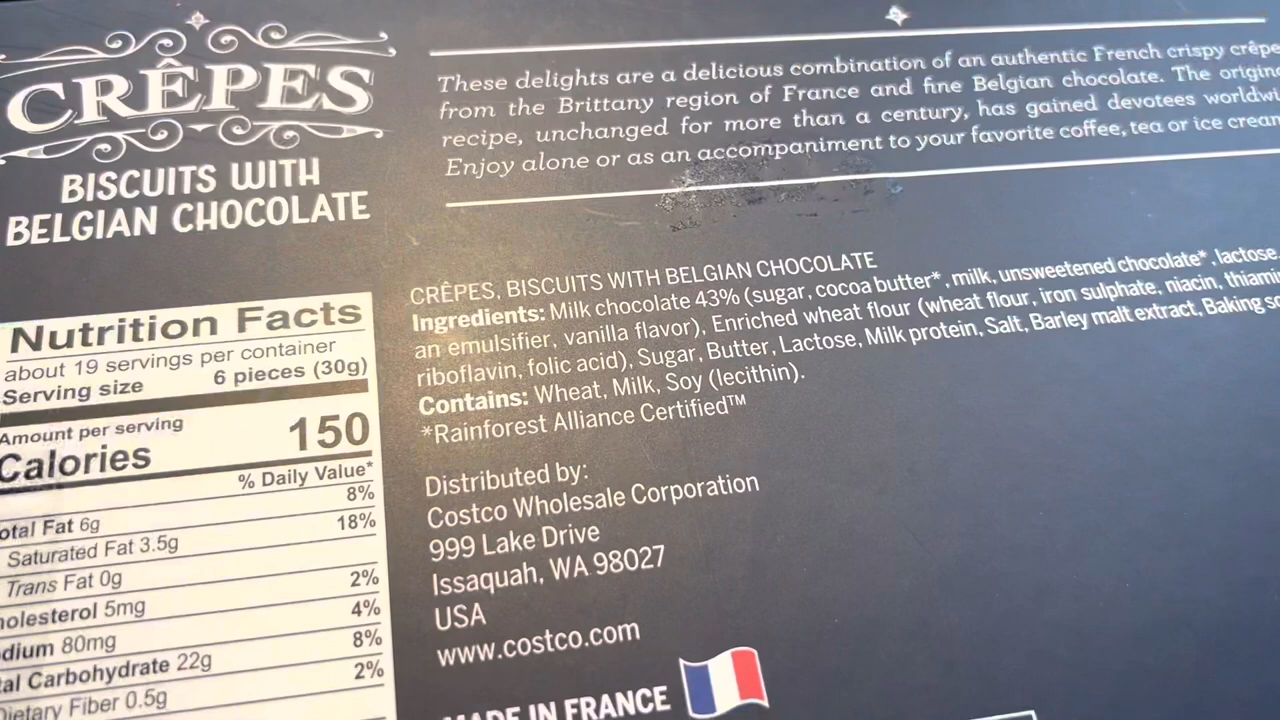 CRÊPES
BISCUITS WITH
BELGIAN CHOCOLATE
These delights are a delicious combination of an authentic French crispy crêpe
from the Brittany region of France and fine Belgian chocolate. The origina
recipe, unchanged for more than a century, has gained devotees worldwi
Enjoy alone or as an accompaniment to your favorite coffee, tea or ice cream
CRÊPES, BISCUITS WITH BELGIAN CHOCOLATE
Ingredients: Milk chocolate 43% (sugar, cocoa butter*, milk, unsweetened chocolate*, lactose,
an emulsifier, vanilla flavor), Enriched wheat flour (wheat flour, iron sulphate, niacin, thiami
riboflavin, folic acid), Sugar, Butter, Lactose, Milk protein, Salt, Barley malt extract, Baking so
Contains: Wheat, Milk, Soy (lecithin).
*Rainforest Alliance Certified™
Distributed by:
Costco Wholesale Corporation
999 Lake Drive
Issaquah, WA 98027
USA
www.costco.com
MADE IN FRANCE
Nutrition Facts
about 19 servings per container
Serving size 6 pieces (30g)
Amount per serving
Calories 150
% Daily Value*
otal Fat 6g 8%
Saturated Fat 3.5g 18%
Trans Fat 0g
holesterol 5mg 2%
dium 80mg 4%
tal Carbohydrate 22g 8%
Dietary Fiber 0.5g 2%